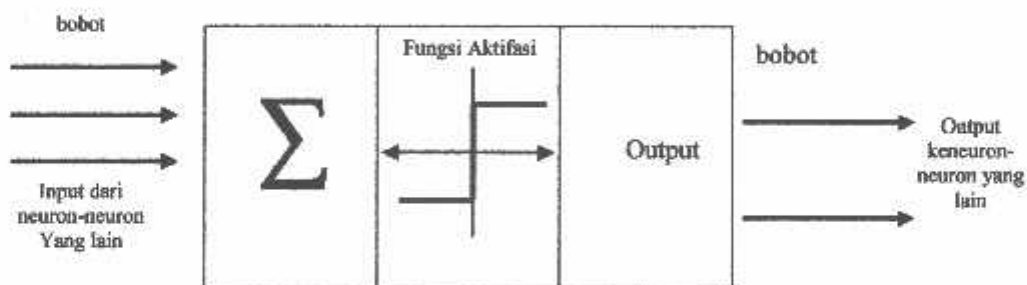 bobot
Input dari
neuron-neuron
Yang lain
Σ
Fungsi Aktifasi
Output
bobot
Output
keneuron-
neuron yang
lain